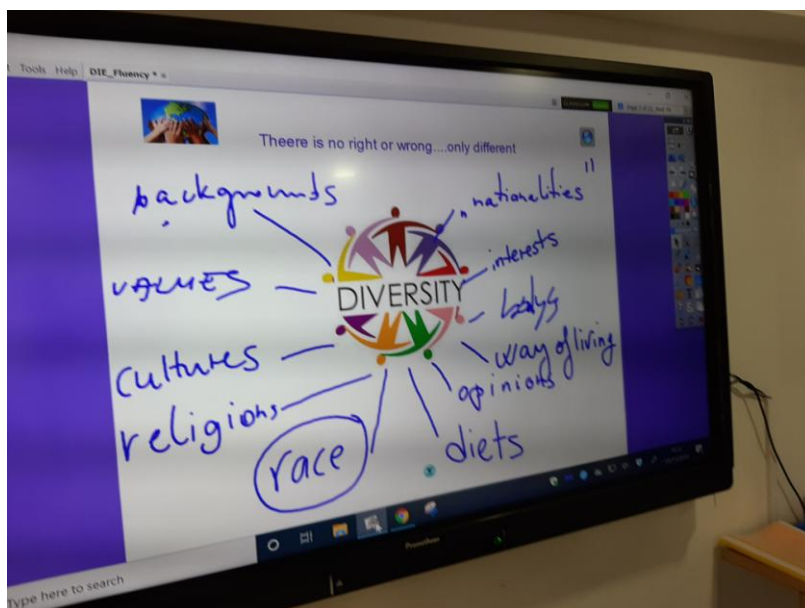 Tools Help DIE_Fluency *
Theere is no right or wrong....only different
backgrounds
"nationalities"
VALUES
interests
DIVERSITY
bodys
cultures
way of living
religions
opinions
race
diets
Promethean
Type here to search